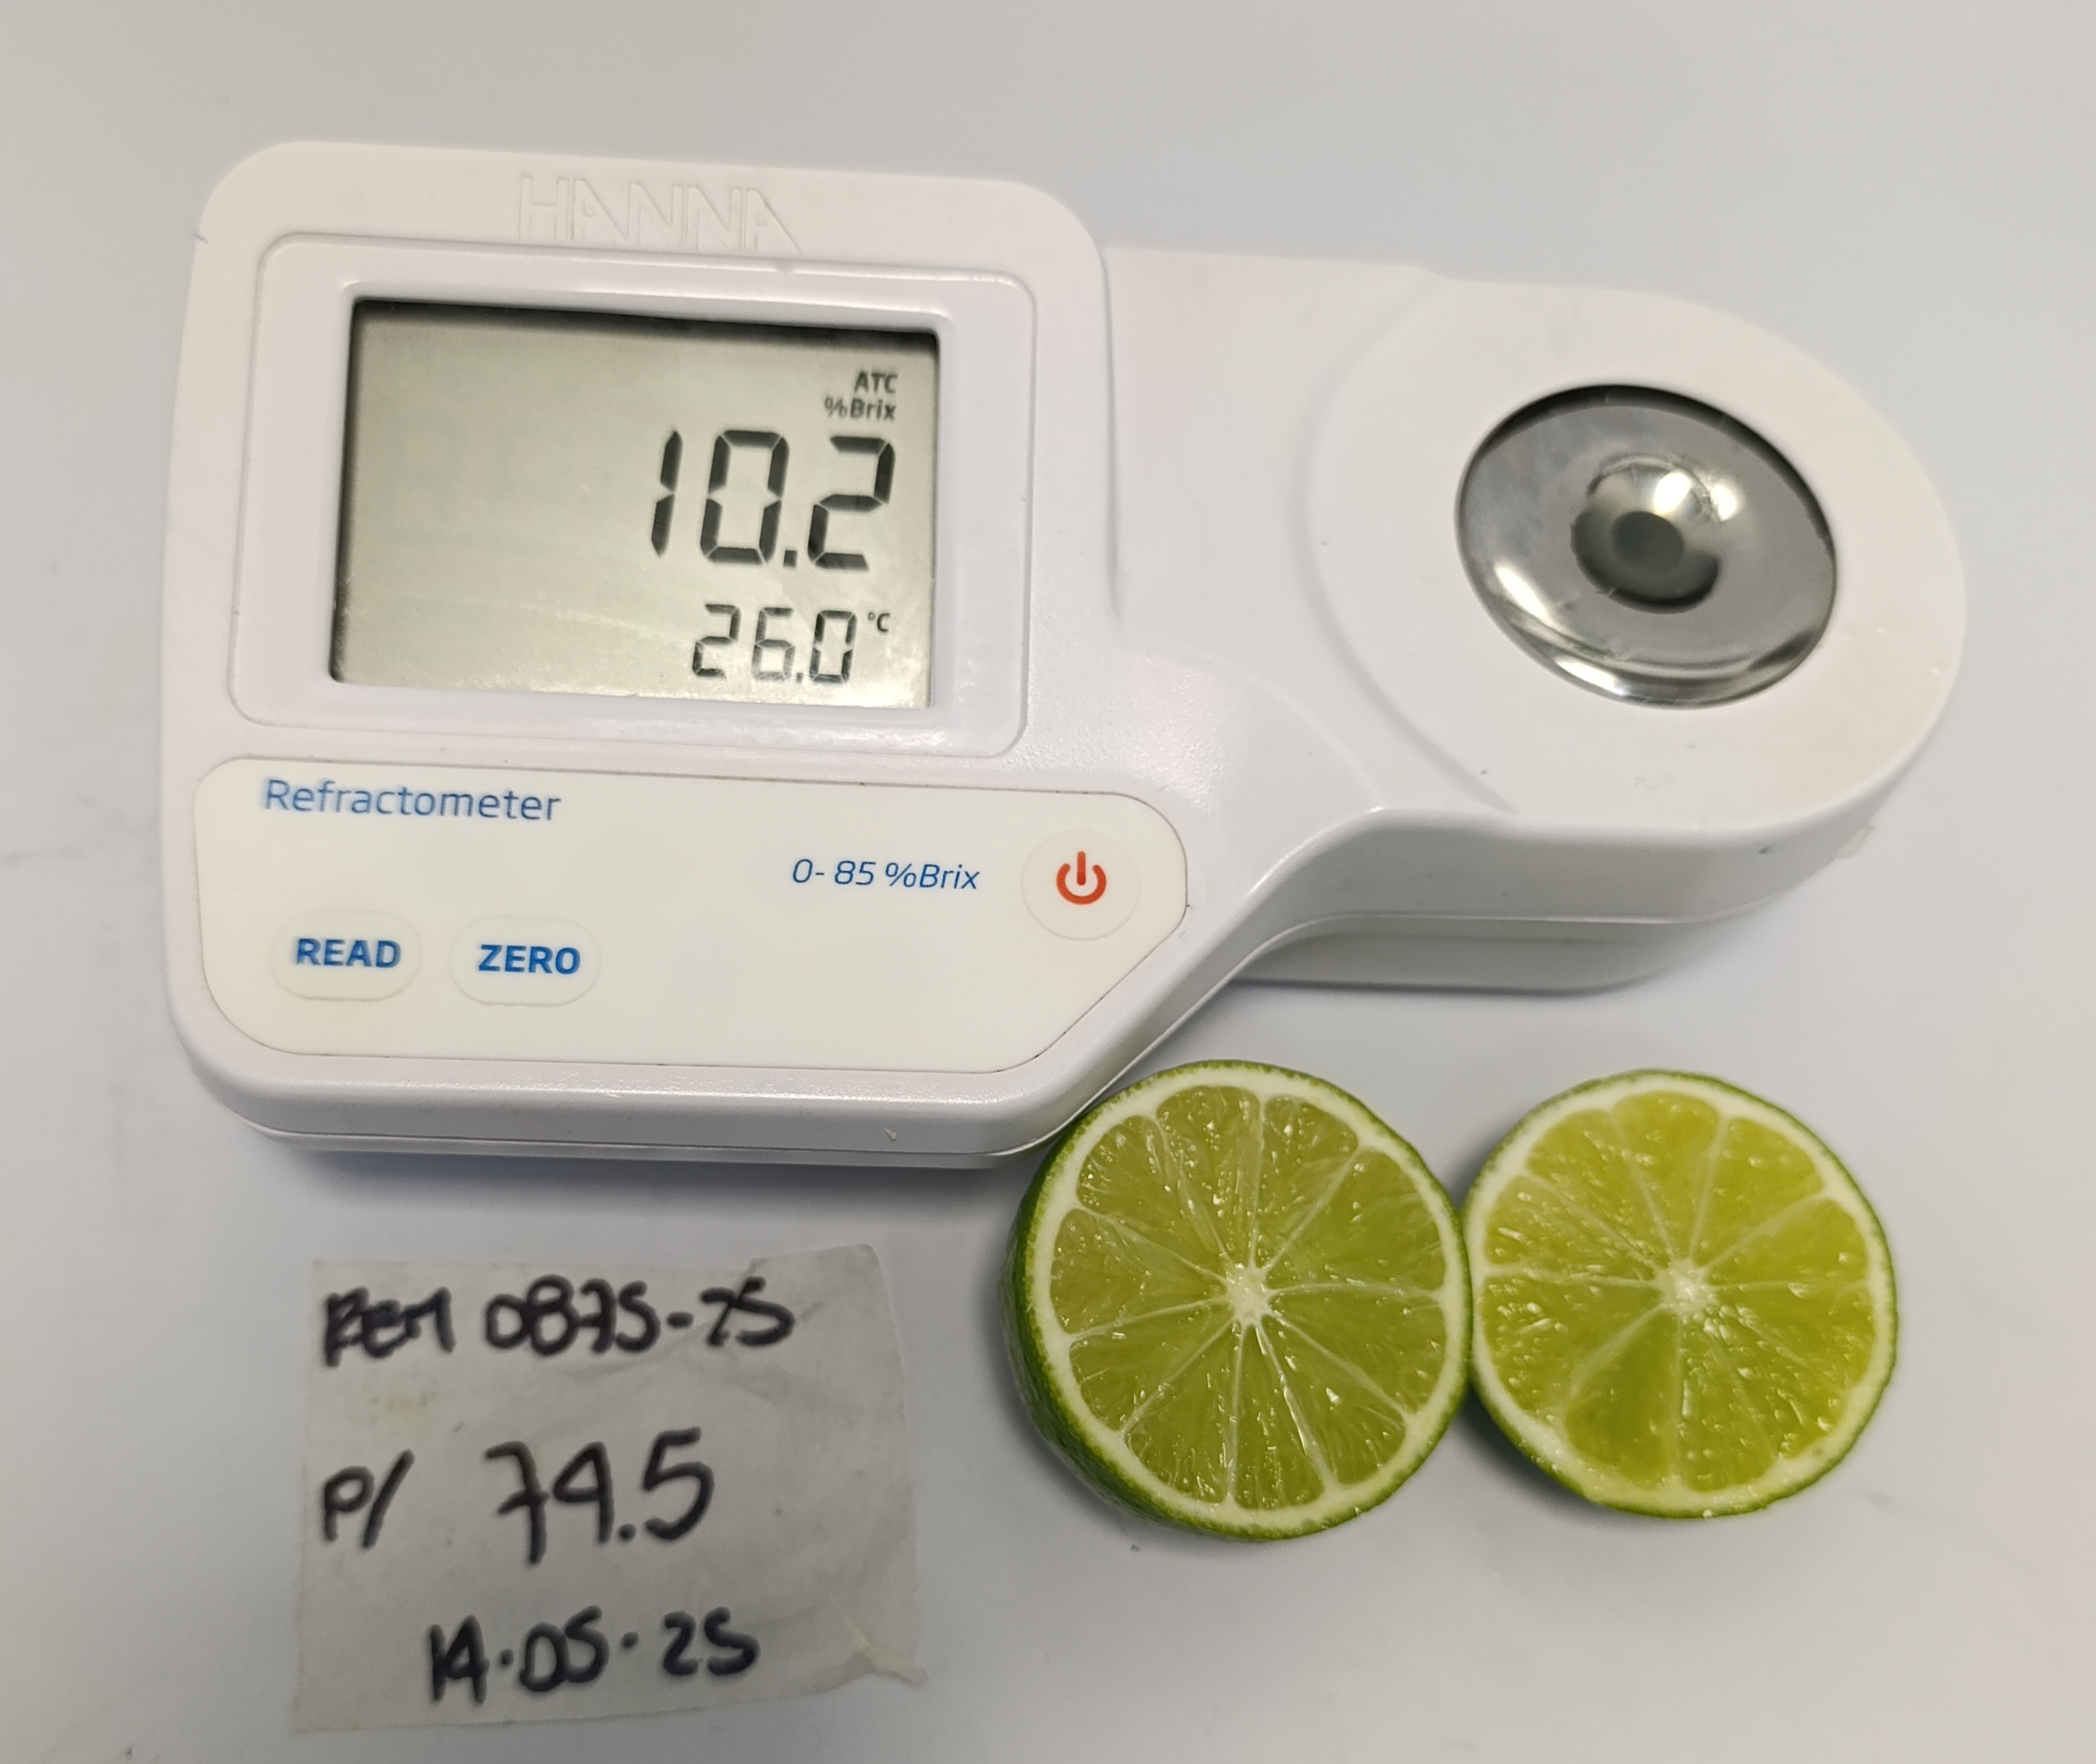 HANNA
ATC
%Brix
10.2
26.0 °C
Refractometer
0-85 %Brix
READ ZERO
REM 0875-25
P/ 74.5
14.05.25